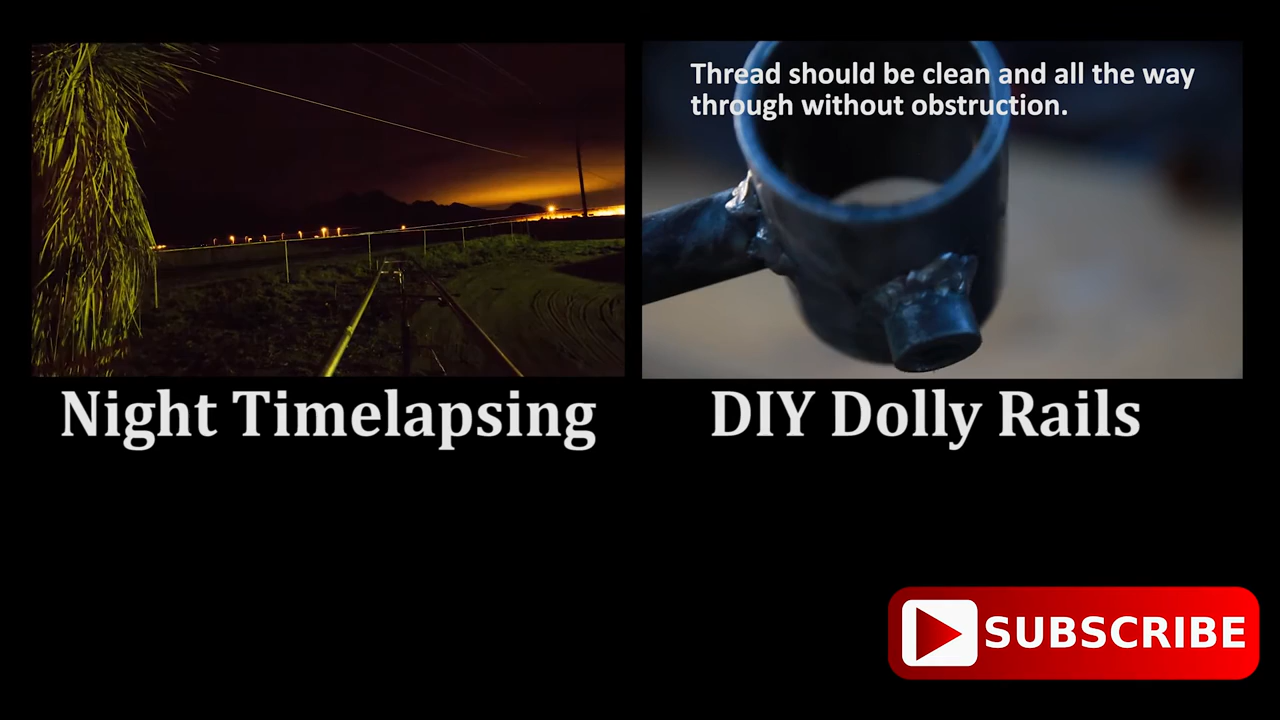 Thread should be clean and all the way
through without obstruction.
Night Timelapsing
DIY Dolly Rails
SUBSCRIBE